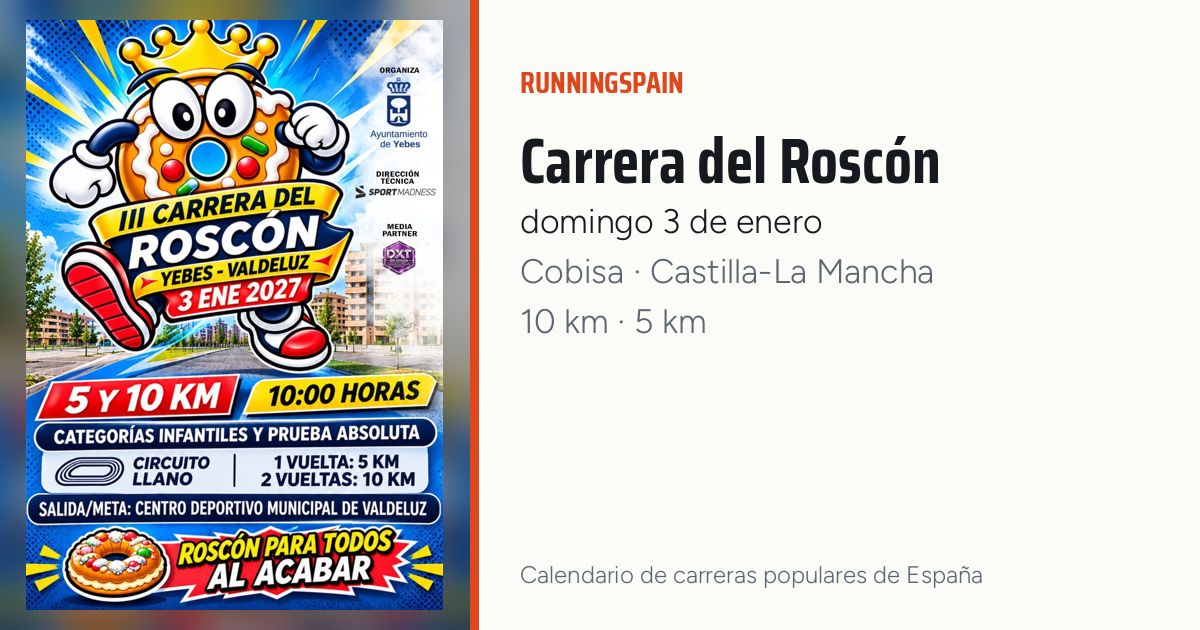 ORGANIZA
Ayuntamiento
de Yebes
DIRECCIÓN
TÉCNICA
SPORTMADNESS
MEDIA
PARTNER
DXT
III CARRERA DEL
ROSCÓN
YEBES - VALDELUZ
3 ENE 2027
5 Y 10 KM
10:00 HORAS
CATEGORÍAS INFANTILES Y PRUEBA ABSOLUTA
CIRCUITO
LLANO
1 VUELTA: 5 KM
2 VUELTAS: 10 KM
SALIDA/META: CENTRO DEPORTIVO MUNICIPAL DE VALDELUZ
ROSCÓN PARA TODOS
AL ACABAR
RUNNINGSPAIN
Carrera del Roscón
domingo 3 de enero
Cobisa · Castilla-La Mancha
10 km · 5 km
Calendario de carreras populares de España